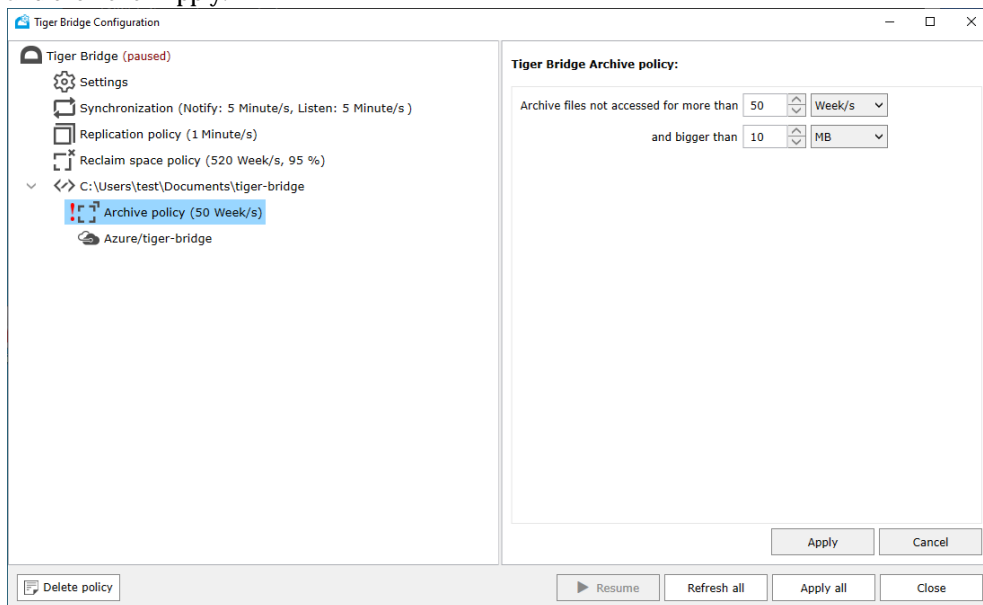 Tiger Bridge Configuration
Tiger Bridge (paused)
Settings
Synchronization (Notify: 5 Minute/s, Listen: 5 Minute/s )
Replication policy (1 Minute/s)
Reclaim space policy (520 Week/s, 95 %)
C:\Users\test\Documents\tiger-bridge
Archive policy (50 Week/s)
Azure/tiger-bridge
Tiger Bridge Archive policy:
Archive files not accessed for more than 50 Week/s
and bigger than 10 MB
Apply Cancel
Delete policy Resume Refresh all Apply all Close